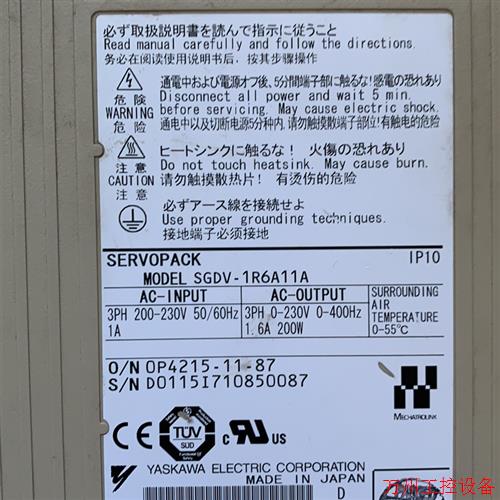 必ず取扱説明書を読んで指示に従うこと
Read manual carefully and follow the directions.
务必在阅读使用说明书后，按其步骤操作
危険
WARNING
危险
通電中および電源オフ後、5分間端子部に触るな！感電の恐れあり
Disconnect all power and wait 5 min.
before servicing. May cause electric shock.
通电中以及切断电源5分钟内，请勿触摸端子部位！有触电的危险
注意
CAUTION
注意
ヒートシンクに触るな！ 火傷の恐れあり
Do not touch heatsink. May cause burn.
请勿触摸散热片！有烫伤的危险
必ずアース線を接続せよ
Use proper grounding techniques.
接地端子必须接地
SERVOPACK IP10
MODEL SGDV-1R6A11A
AC-INPUT AC-OUTPUT SURROUNDING AIR TEMPERATURE
3PH 200-230V 50/60Hz 3PH 0-230V 0-400Hz 0-55℃
1A 1.6A 200W
O/N OP4215-11-87
S/N D0115I710850087
MECHATROLINK
CE TÜV SÜD c UL US
YASKAWA ELECTRIC CORPORATION
MADE IN JAPAN
D
万州工控设备